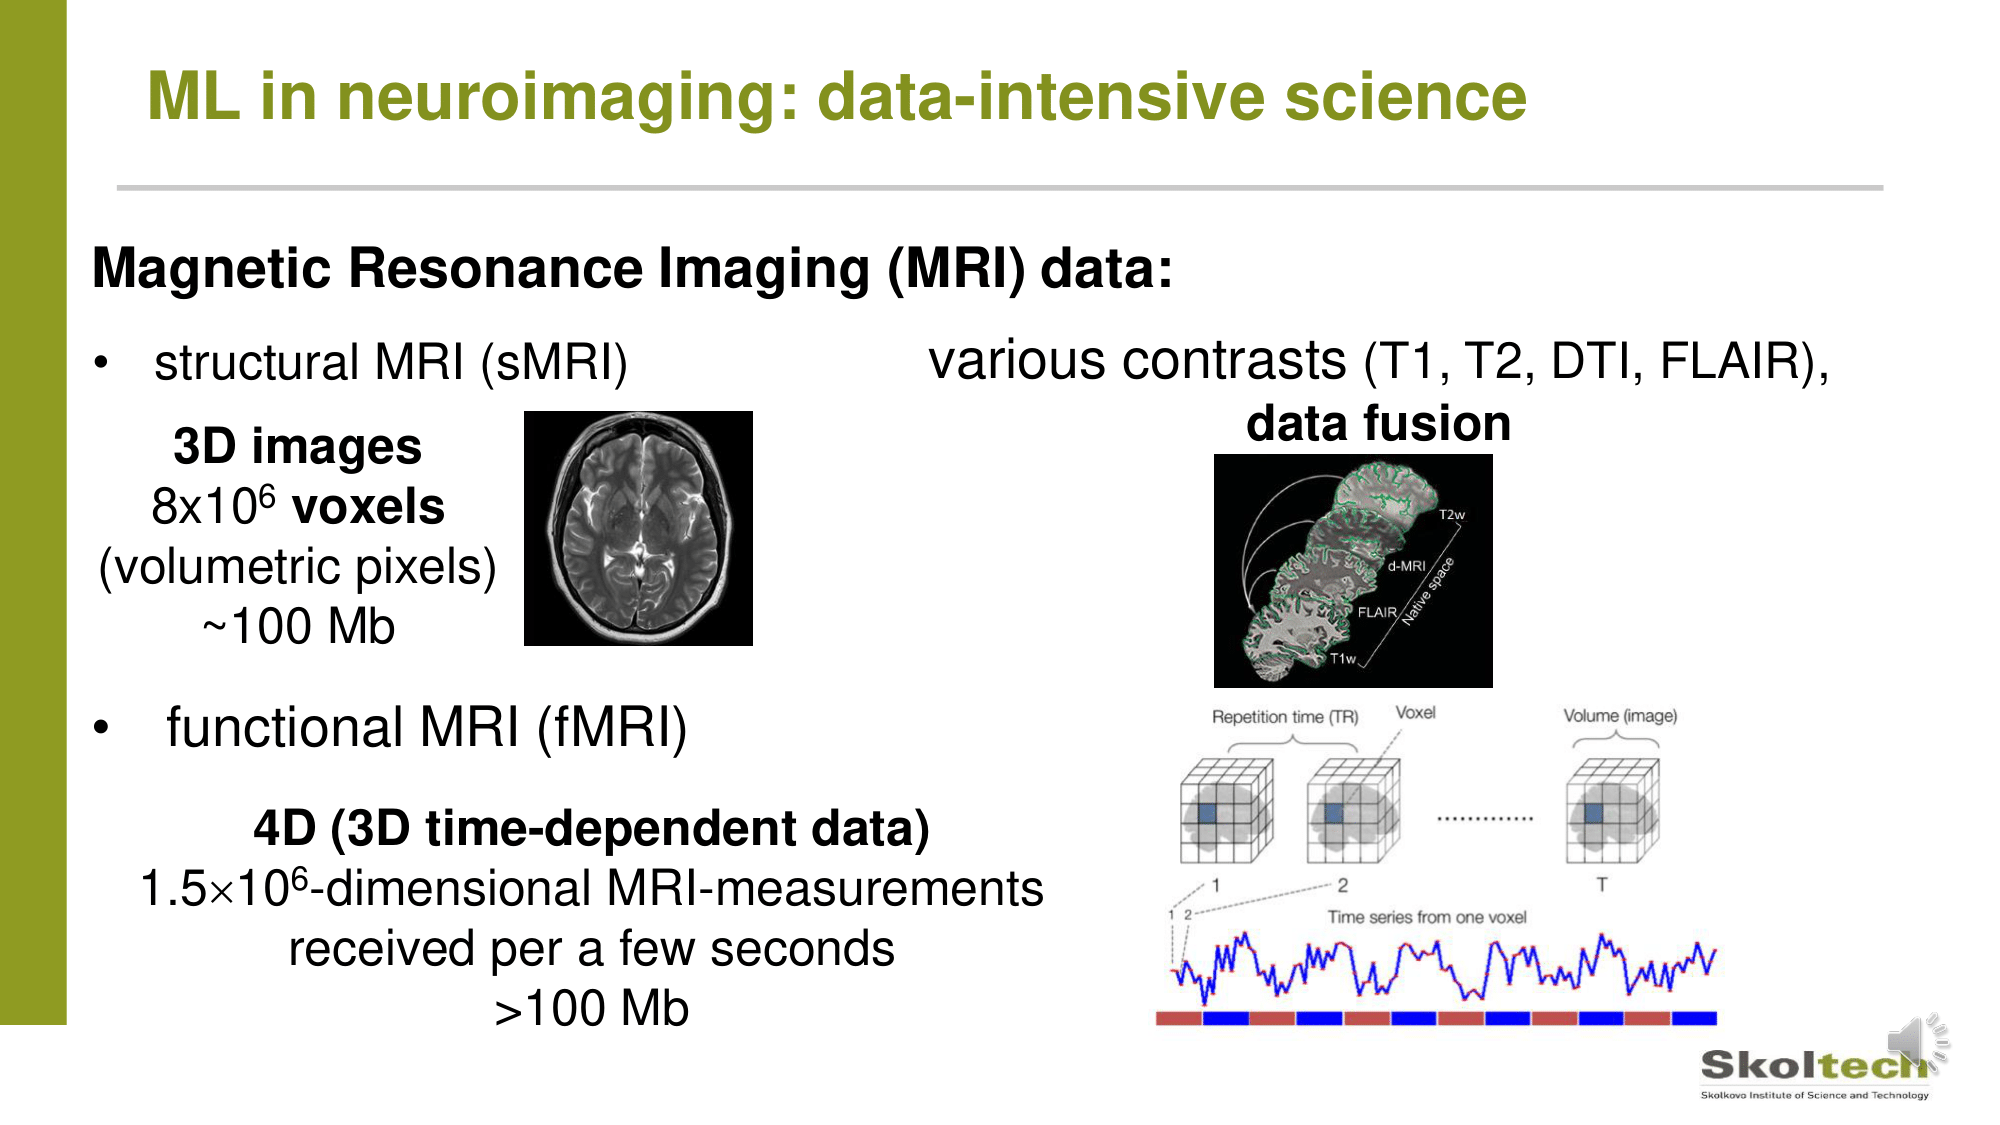 ML in neuroimaging: data-intensive science
Magnetic Resonance Imaging (MRI) data:
• structural MRI (sMRI)
3D images
8x10⁶ voxels
(volumetric pixels)
~100 Mb
various contrasts (T1, T2, DTI, FLAIR),
data fusion
T2w
d-MRI
FLAIR
T1w
Native space
• functional MRI (fMRI)
4D (3D time-dependent data)
1.5×10⁶-dimensional MRI-measurements
received per a few seconds
>100 Mb
Repetition time (TR)
Voxel
Volume (image)
1
2
T
1 2
Time series from one voxel
Skoltech
Skolkovo Institute of Science and Technology